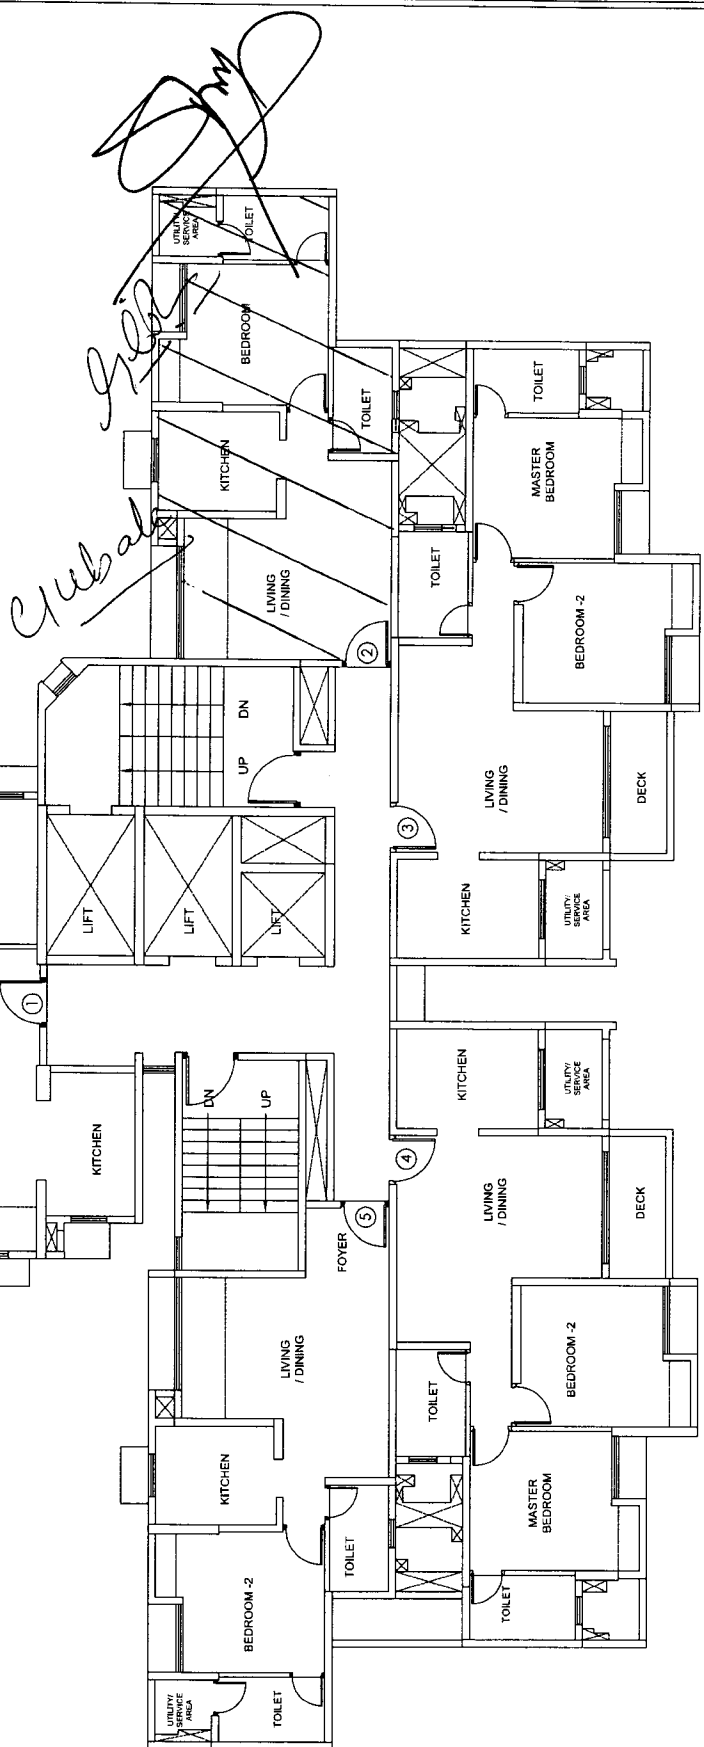 UTILITY/
SERVICE
AREA
TOILET
BEDROOM
KITCHEN
TOILET
LIVING
/ DINING
2
TOILET
MASTER
BEDROOM
TOILET
BEDROOM -2
DN
UP
LIVING
/ DINING
DECK
3
KITCHEN
UTILITY/
SERVICE
AREA
LIFT
LIFT
LIFT
1
KITCHEN
DN
UP
KITCHEN
UTILITY/
SERVICE
AREA
4
LIVING
/ DINING
DECK
5
FOYER
LIVING
/ DINING
BEDROOM -2
TOILET
KITCHEN
TOILET
MASTER
BEDROOM
TOILET
BEDROOM -2
UTILITY/
SERVICE
AREA
TOILET